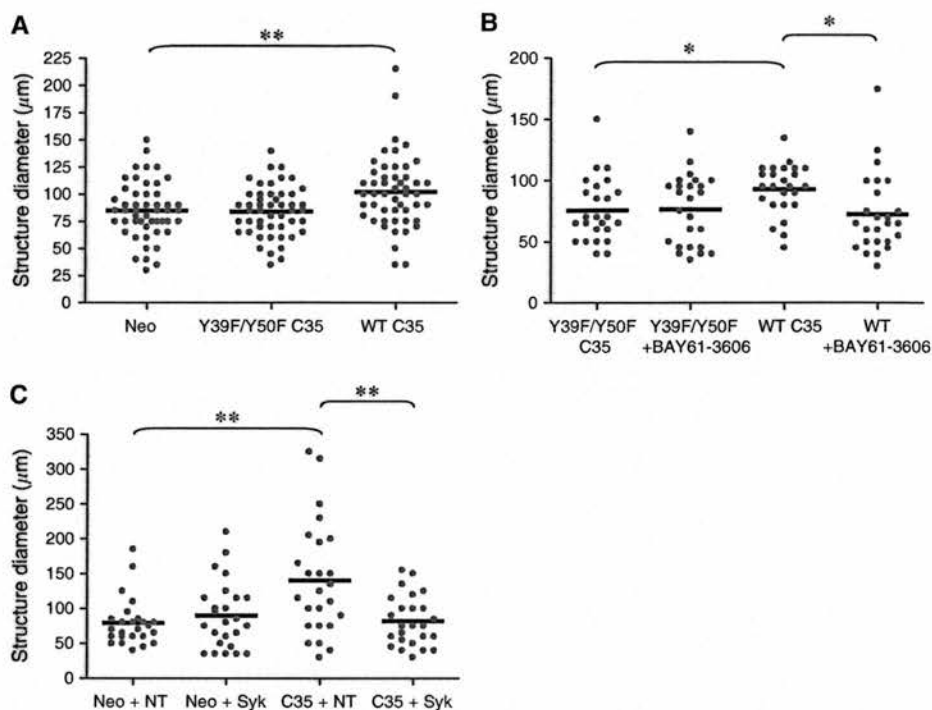 A
**
Structure diameter (μm)
225
200
175
150
125
100
75
50
25
0
Neo
Y39F/Y50F C35
WT C35
B
*
*
Structure diameter (μm)
200
150
100
50
0
Y39F/Y50F
C35
Y39F/Y50F
+BAY61-3606
WT C35
WT
+BAY61-3606
C
**
**
Structure diameter (μm)
350
300
250
200
150
100
50
0
Neo + NT
Neo + Syk
C35 + NT
C35 + Syk